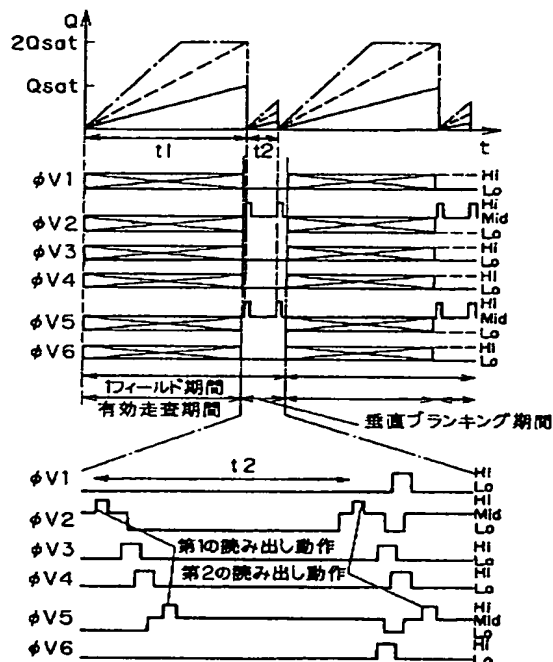 Q
2Qsat
Qsat
t1 t2 t
φV1 Hi
Lo
φV2 Hi
Mid
Lo
φV3 Hi
Lo
φV4 Hi
Lo
φV5 Hi
Mid
Lo
φV6 Hi
Lo
1フィールド期間
有効走査期間 垂直ブランキング期間
t2
φV1 Hi
Lo
φV2 Hi
Mid
Lo
第1の読み出し動作
φV3 Hi
Lo
第2の読み出し動作
φV4 Hi
Lo
φV5 Hi
Mid
Lo
φV6 Hi
Lo